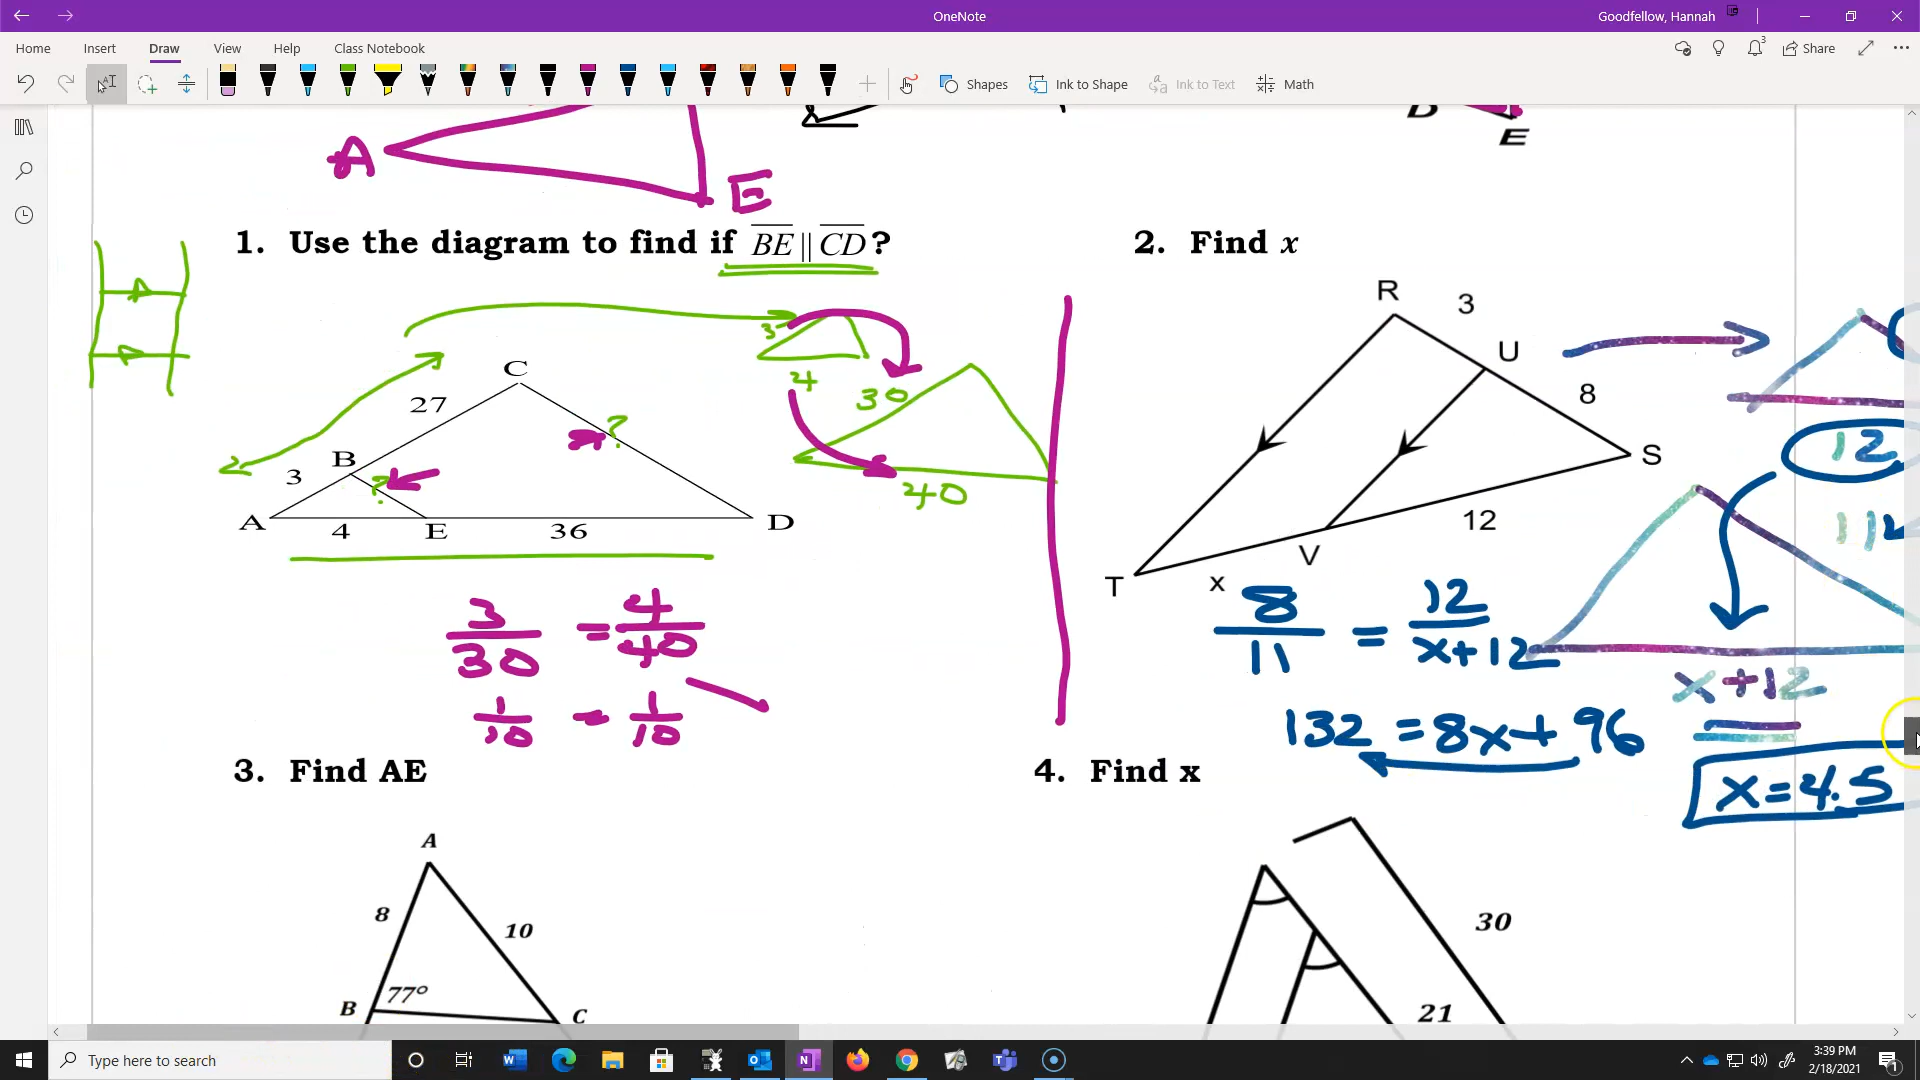 OneNote
Goodfellow, Hannah
Home Insert Draw View Help Class Notebook
3 Share
Shapes Ink to Shape Ink to Text Math
A
E
D
E
1. Use the diagram to find if BE || CD?
2. Find x
R 3
U
8
S
12
V
T
x
C
27
B
3
A
4
E
36
D
?
?
3
4
30
40
3/30 = 4/40
1/10 = 1/10
8/11 = 12/x+12
132 = 8x + 96
12
x+12
x = 4.5
3. Find AE
4. Find x
A
8
10
B
77°
C
30
21
Type here to search
3:39 PM
2/18/2021
1